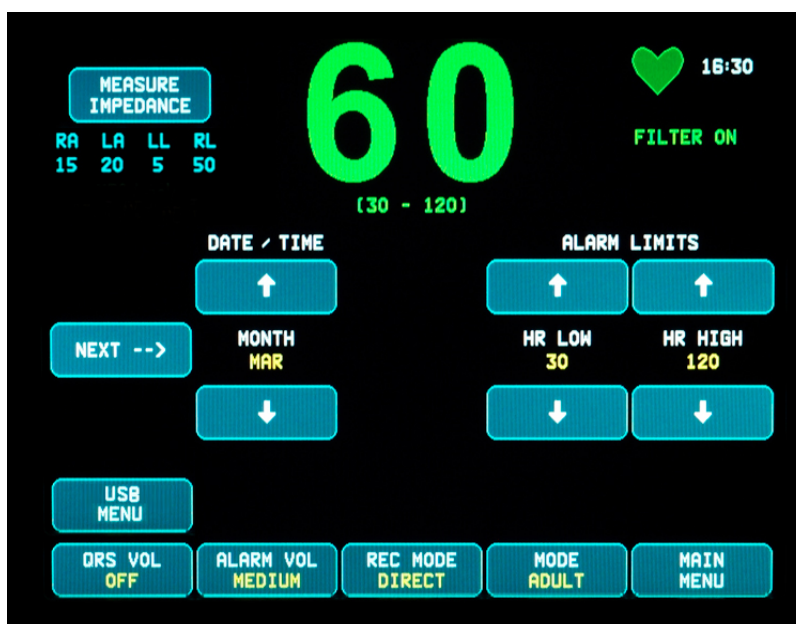 MEASURE
IMPEDANCE
RA LA LL RL
15 20 5 50
60
(30 - 120)
16:30
FILTER ON
DATE / TIME
ALARM LIMITS
NEXT -->
MONTH
MAR
HR LOW
30
HR HIGH
120
USB
MENU
QRS VOL
OFF
ALARM VOL
MEDIUM
REC MODE
DIRECT
MODE
ADULT
MAIN
MENU